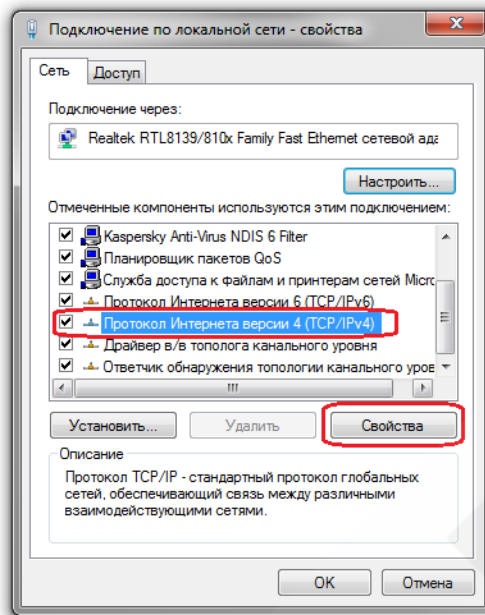 Подключение по локальной сети - свойства
Сеть Доступ
Подключение через:
Realtek RTL8139/810x Family Fast Ethernet сетевой ада
Настроить...
Отмеченные компоненты используются этим подключением:
Kaspersky Anti-Virus NDIS 6 Filter
Планировщик пакетов QoS
Служба доступа к файлам и принтерам сетей Micro
Протокол Интернета версии 6 (TCP/IPv6)
Протокол Интернета версии 4 (TCP/IPv4)
Драйвер в/в тополога канального уровня
Ответчик обнаружения топологии канального уров
Установить... Удалить Свойства
Описание
Протокол TCP/IP - стандартный протокол глобальных
сетей, обеспечивающий связь между различными
взаимодействующими сетями.
OK Отмена